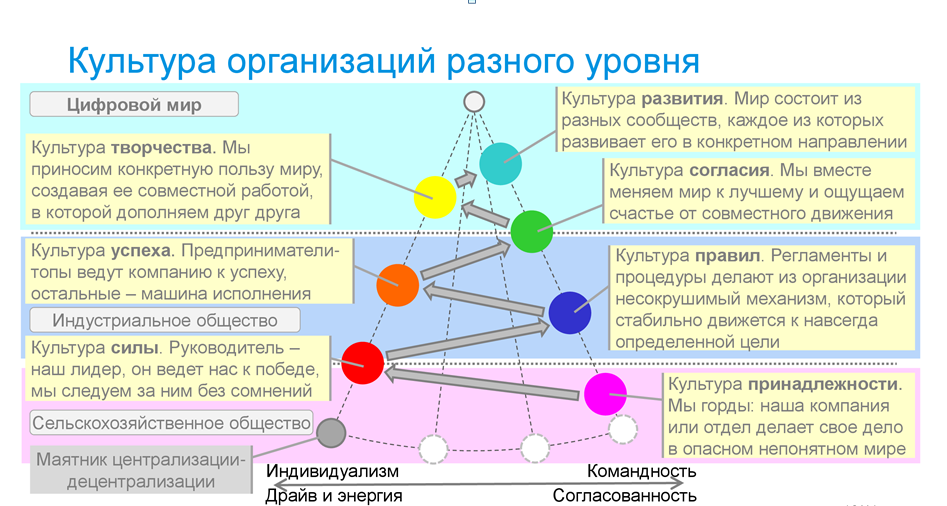 Культура организаций разного уровня
Цифровой мир
Культура развития. Мир состоит из
разных сообществ, каждое из которых
развивает его в конкретном направлении
Культура творчества. Мы
приносим конкретную пользу миру,
создавая ее совместной работой,
в которой дополняем друг друга
Культура согласия. Мы вместе
меняем мир к лучшему и ощущаем
счастье от совместного движения
Культура успеха. Предприниматели-
топы ведут компанию к успеху,
остальные – машина исполнения
Культура правил. Регламенты и
процедуры делают из организации
несокрушимый механизм, который
стабильно движется к навсегда
определенной цели
Индустриальное общество
Культура силы. Руководитель –
наш лидер, он ведет нас к победе,
мы следуем за ним без сомнений
Культура принадлежности.
Мы горды: наша компания
или отдел делает свое дело
в опасном непонятном мире
Сельскохозяйственное общество
Маятник централизации-
децентрализации
Индивидуализм
Командность
Драйв и энергия
Согласованность